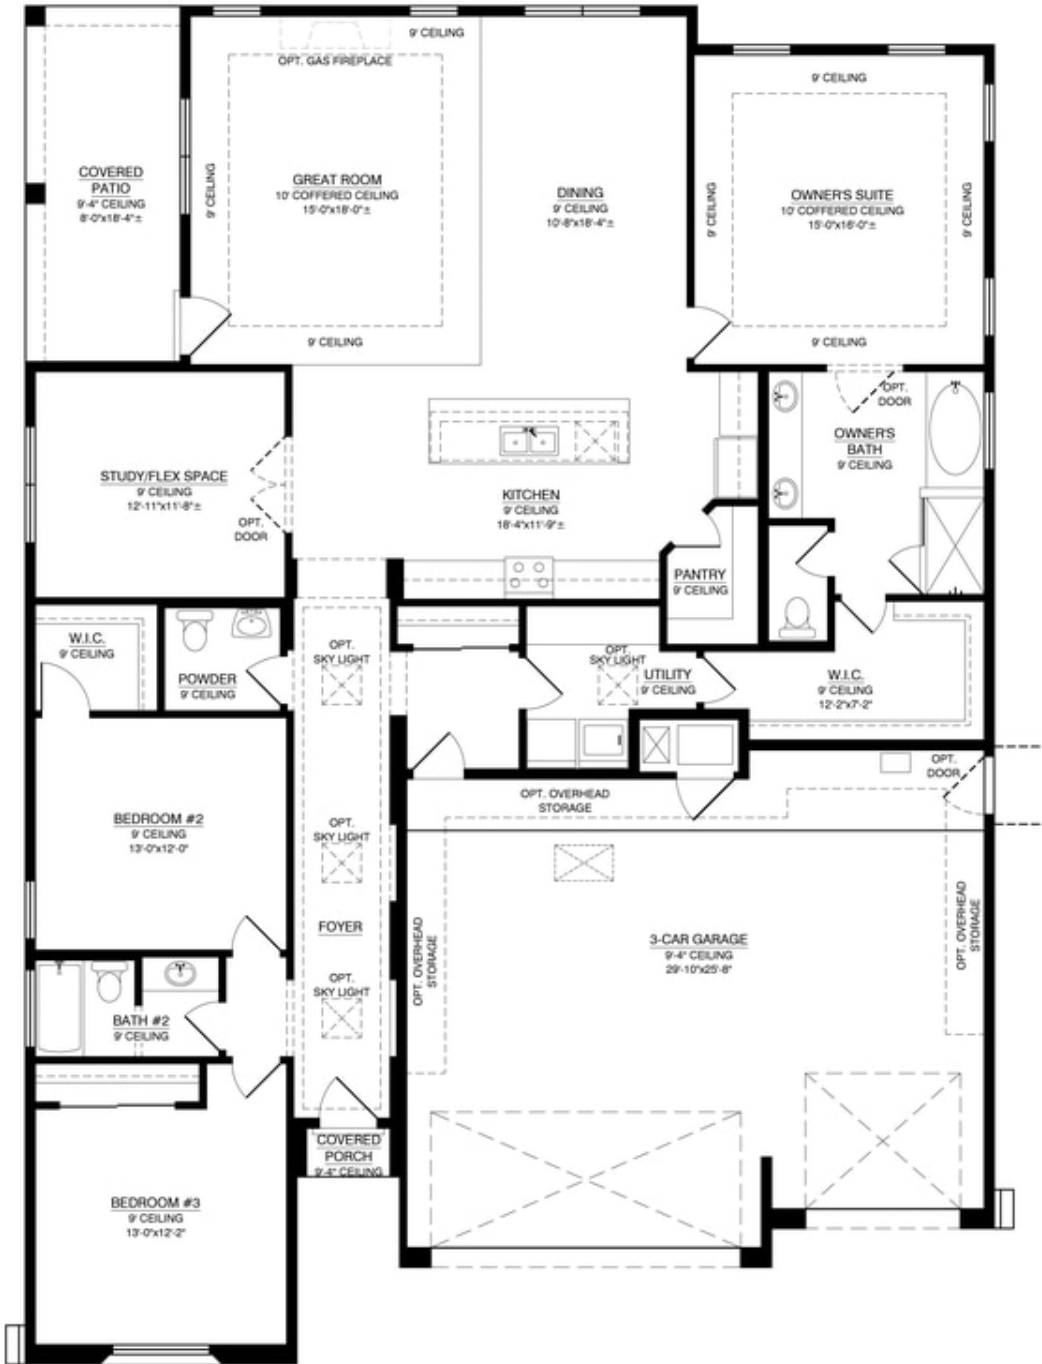 9' CEILING
OPT. GAS FIREPLACE
9' CEILING
COVERED
PATIO
9'-4" CEILING
8'-0"x18'-4"±
9' CEILING
GREAT ROOM
10' COFFERED CEILING
15'-0"x18'-0"±
DINING
9' CEILING
10'-8"x18'-4"±
9' CEILING
OWNER'S SUITE
10' COFFERED CEILING
15'-0"x16'-0"±
9' CEILING
9' CEILING
9' CEILING
OPT.
DOOR
OWNER'S
BATH
9' CEILING
STUDY/FLEX SPACE
9' CEILING
12'-11"x11'-8"±
OPT.
DOOR
KITCHEN
9' CEILING
18'-4"x11'-9"±
PANTRY
9' CEILING
W.I.C.
9' CEILING
POWDER
9' CEILING
OPT.
SKY LIGHT
OPT.
SKY LIGHT
UTILITY
9' CEILING
W.I.C.
9' CEILING
12'-2"x7'-2"
OPT.
DOOR
OPT. OVERHEAD
STORAGE
BEDROOM #2
9' CEILING
13'-0"x12'-0"
OPT.
SKY LIGHT
FOYER
OPT.
SKY LIGHT
OPT. OVERHEAD
STORAGE
3-CAR GARAGE
9'-4" CEILING
29'-10"x25'-8"
OPT. OVERHEAD
STORAGE
BATH #2
9' CEILING
COVERED
PORCH
9'-4" CEILING
BEDROOM #3
9' CEILING
13'-0"x12'-2"